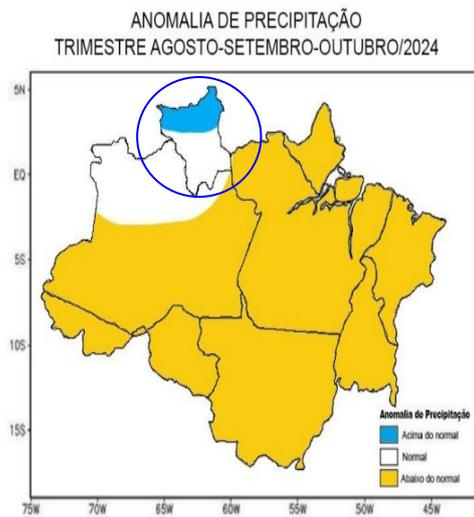 ANOMALIA DE PRECIPITAÇÃO
TRIMESTRE AGOSTO-SETEMBRO-OUTUBRO/2024
5N
EQ
5S
10S
15S
75W 70W 65W 60W 55W 50W 45W
Anomalia de Precipitação
Acima do normal
Normal
Abaixo do normal